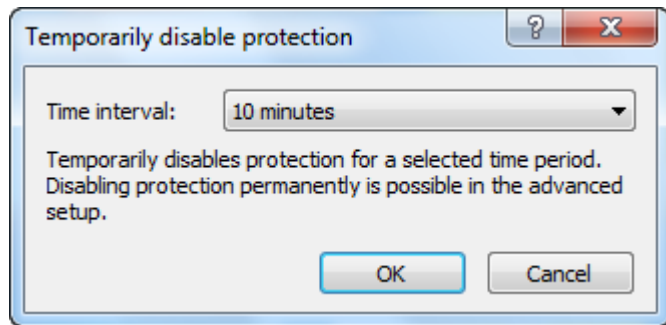 Temporarily disable protection
Time interval: 10 minutes
Temporarily disables protection for a selected time period.
Disabling protection permanently is possible in the advanced
setup.
OK Cancel